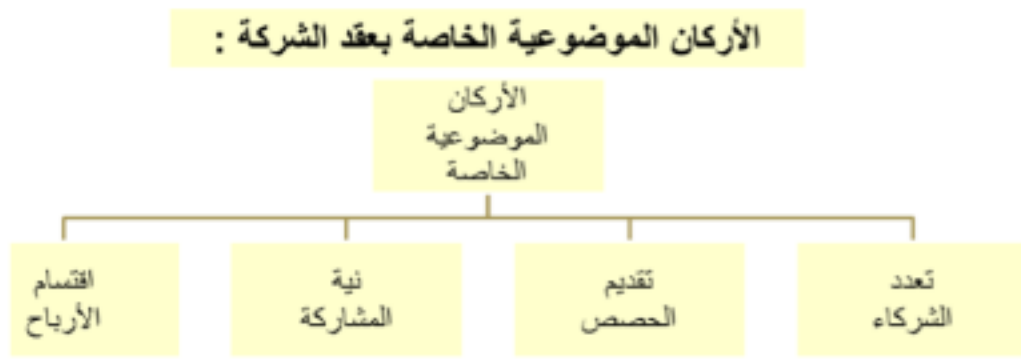 الأركان الموضوعية الخاصة بعقد الشركة :
الأركان
الموضوعية
الخاصة
تعدد
الشركاء
تقديم
الحصص
نية
المشاركة
اقتسام
الأرباح